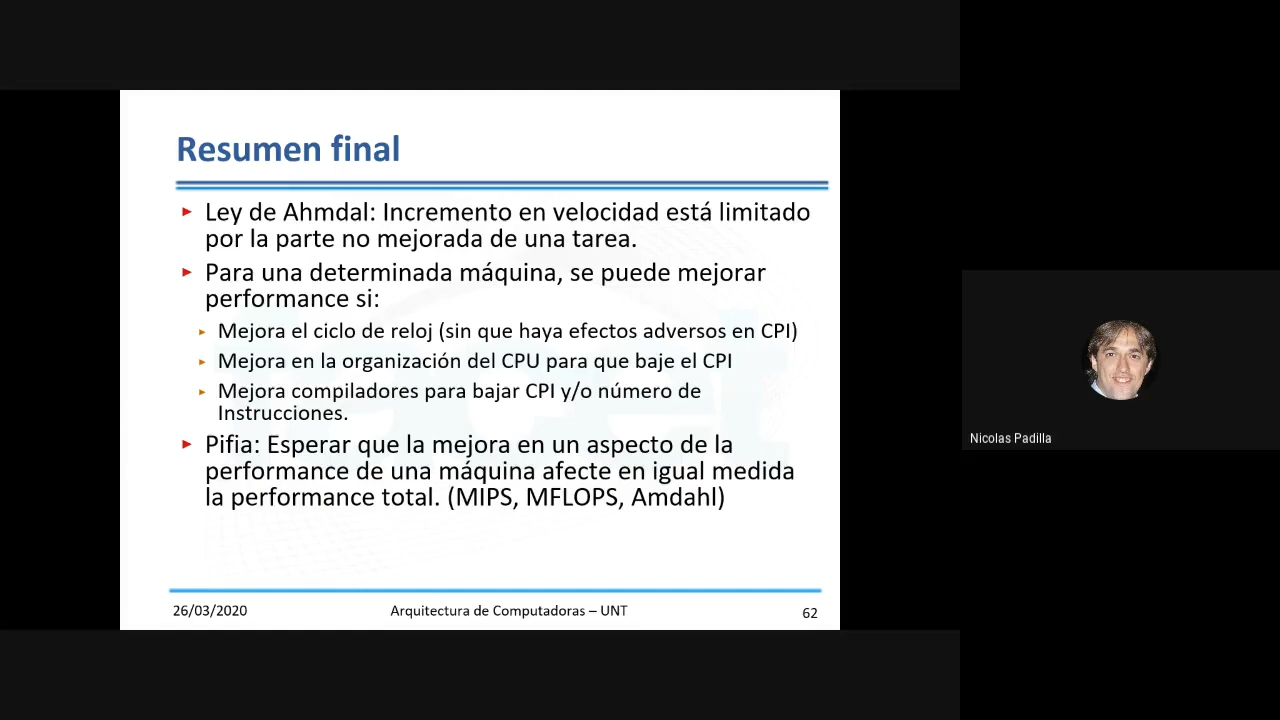 Resumen final
Ley de Ahmdal: Incremento en velocidad está limitado
por la parte no mejorada de una tarea.
Para una determinada máquina, se puede mejorar
performance si:
Mejora el ciclo de reloj (sin que haya efectos adversos en CPI)
Mejora en la organización del CPU para que baje el CPI
Mejora compiladores para bajar CPI y/o número de
Instrucciones.
Pifia: Esperar que la mejora en un aspecto de la
performance de una máquina afecte en igual medida
la performance total. (MIPS, MFLOPS, Amdahl)
26/03/2020
Arquitectura de Computadoras – UNT
62
Nicolas Padilla